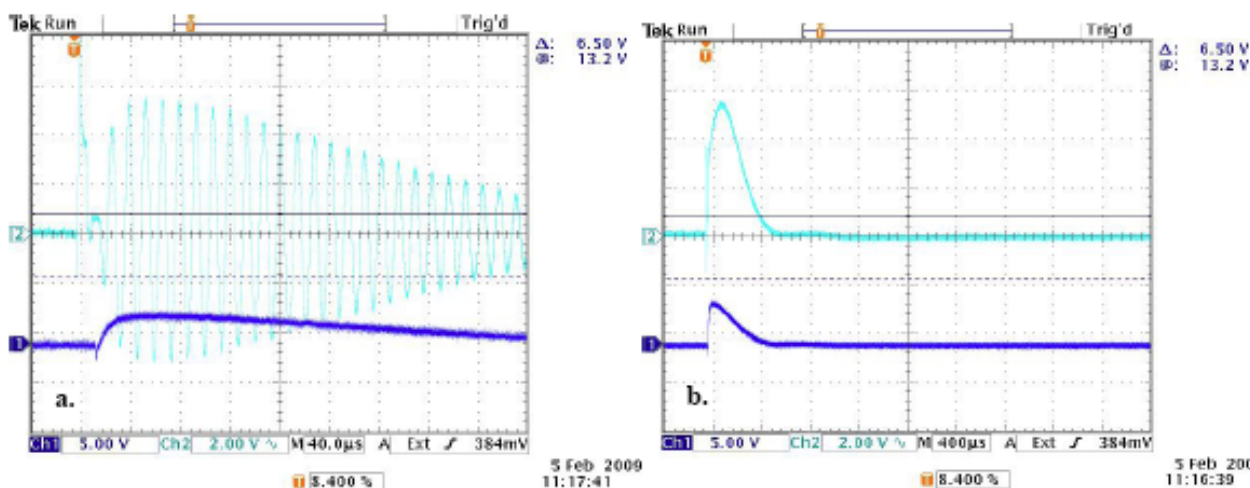 Tek Run Trig'd
T
Δ: 6.50 V
@: 13.2 V
2
1
a.
Ch1 5.00 V Ch2 2.00 V ∿ M 40.0µs A Ext ƒ 384mV
T 8.400 %
5 Feb 2009
11:17:41
Tek Run Trig'd
T
Δ: 6.50 V
@: 13.2 V
2
1
b.
Ch1 5.00 V Ch2 2.00 V ∿ M 400µs A Ext ƒ 384mV
T 8.400 %
5 Feb 200
11:16:39